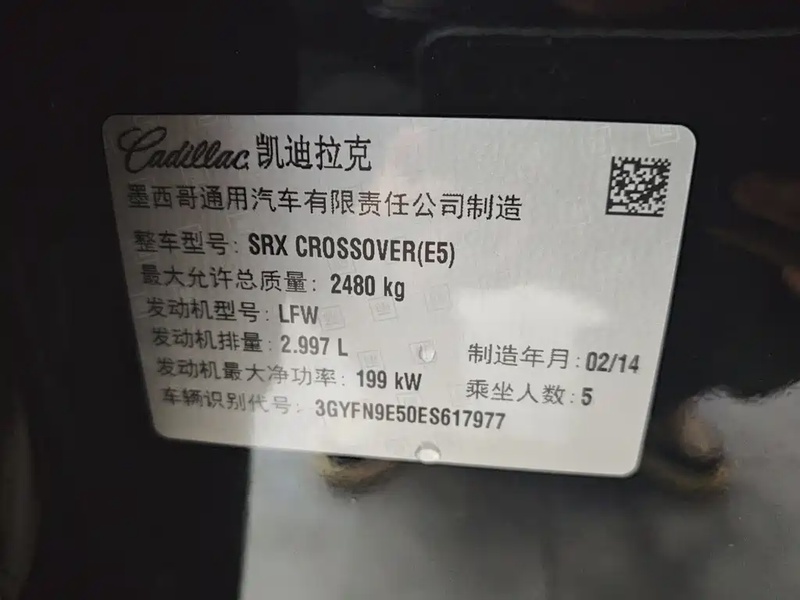 Cadillac 凯迪拉克
墨西哥通用汽车有限责任公司制造
整车型号: SRX CROSSOVER(E5)
最大允许总质量: 2480 kg
发动机型号: LFW
发动机排量: 2.997 L
制造年月: 02/14
发动机最大净功率: 199 kW
乘坐人数: 5
车辆识别代号: 3GYFN9E50ES617977